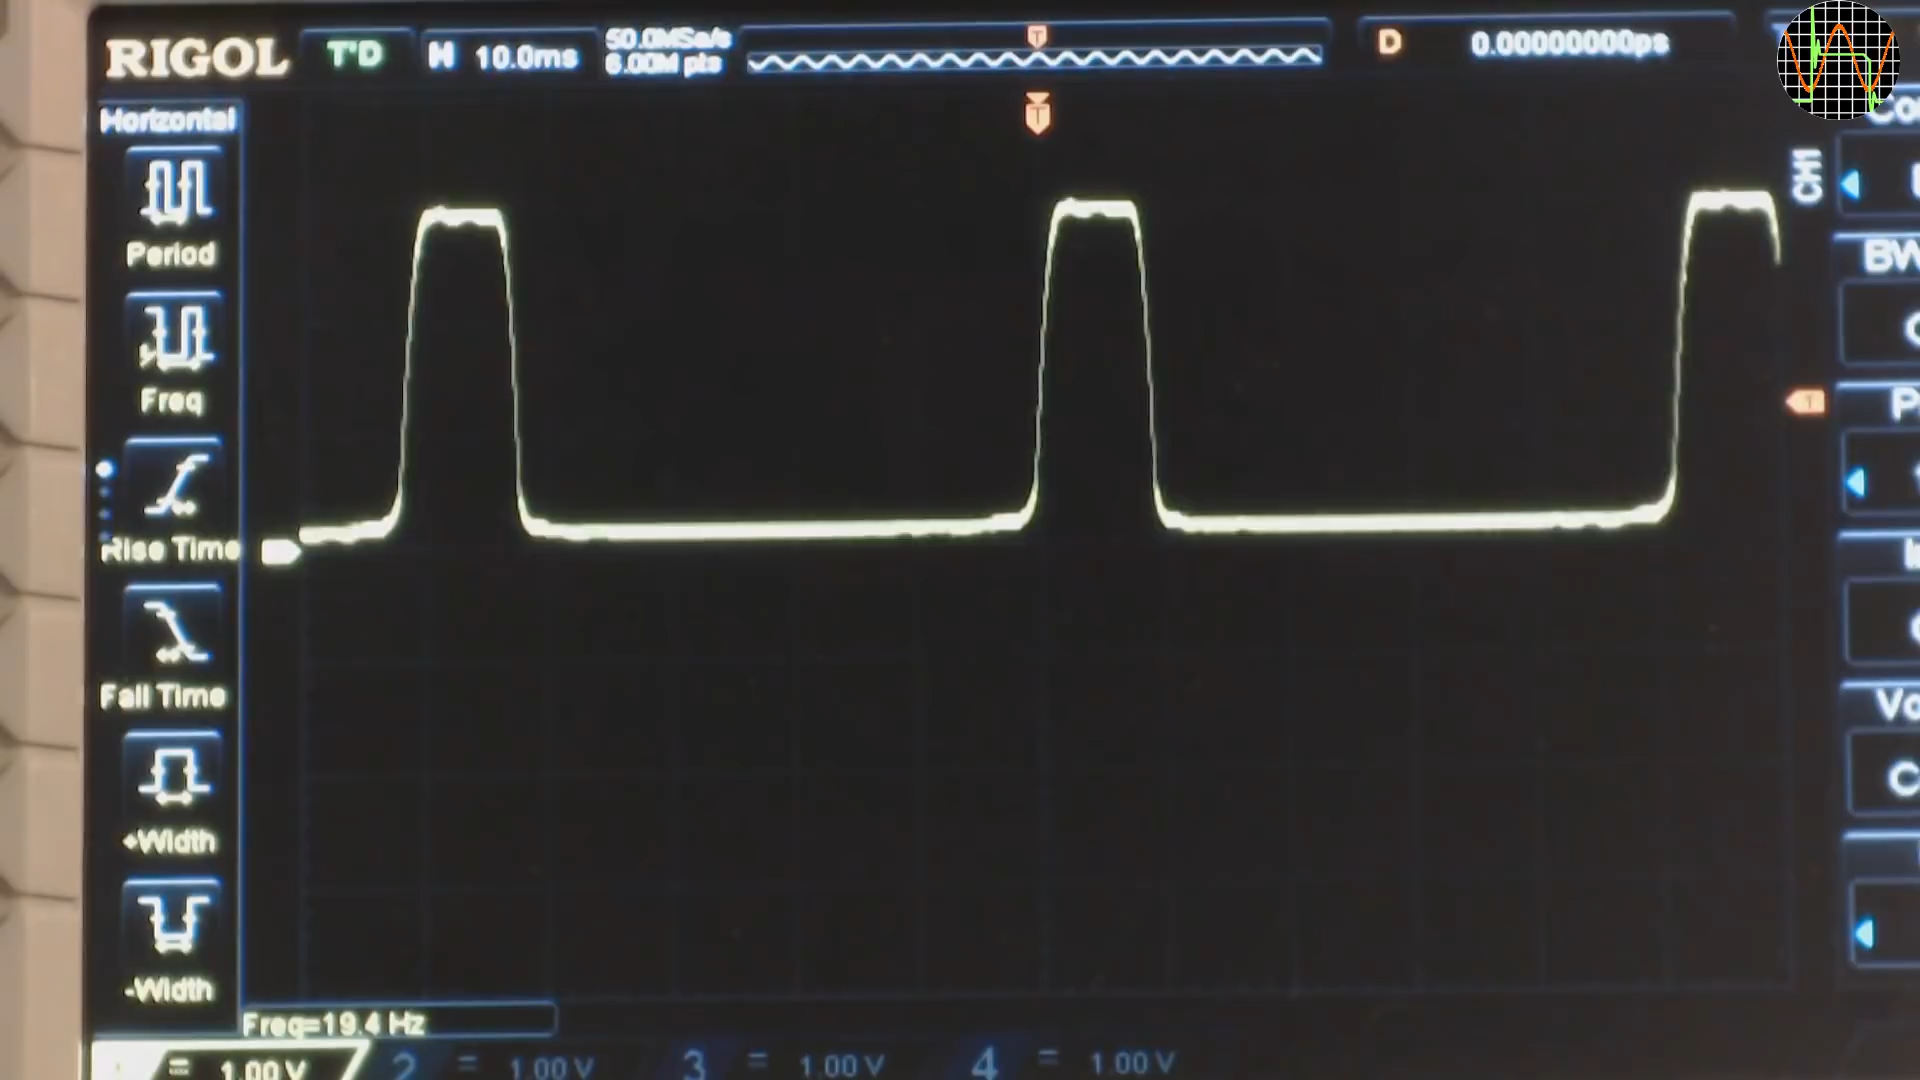 RIGOL T'D H 10.0ms 50.0MSa/s D 0.00000000ps
6.00M pts
T
T
Horizontal
CH1
Period
BW
Freq
T
Rise Time
Fall Time
+Width
-Width
Freq=19.4 Hz
= 1.00 V 2 = 1.00 V 3 = 1.00 V 4 = 1.00 V